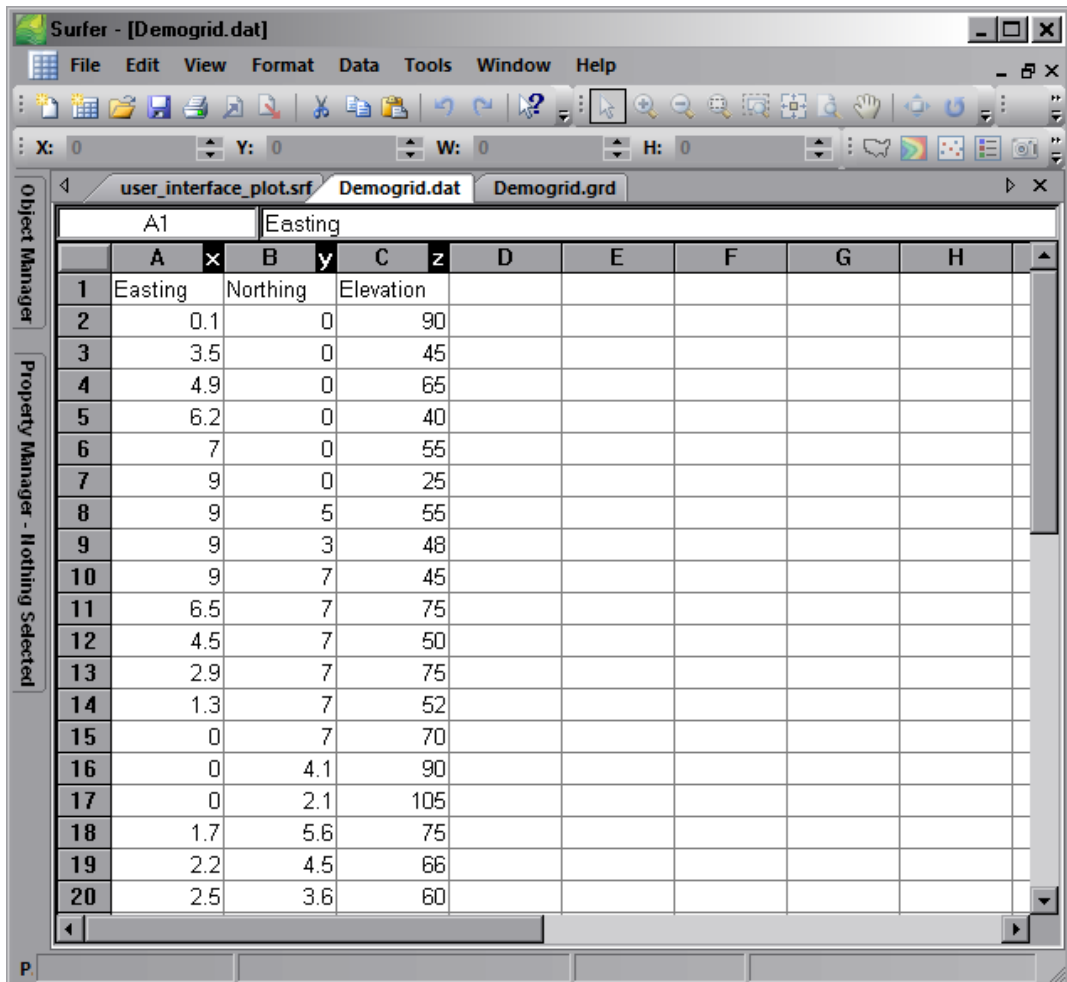 Surfer - [Demogrid.dat]
File Edit View Format Data Tools Window Help
X: 0 Y: 0 W: 0 H: 0
user_interface_plot.srf Demogrid.dat Demogrid.grd
Object Manager
Property Manager - Nothing Selected
A1 Easting
A x B y C z D E F G H
1 Easting Northing Elevation
2 0.1 0 90
3 3.5 0 45
4 4.9 0 65
5 6.2 0 40
6 7 0 55
7 9 0 25
8 9 5 55
9 9 3 48
10 9 7 45
11 6.5 7 75
12 4.5 7 50
13 2.9 7 75
14 1.3 7 52
15 0 7 70
16 0 4.1 90
17 0 2.1 105
18 1.7 5.6 75
19 2.2 4.5 66
20 2.5 3.6 60
P.